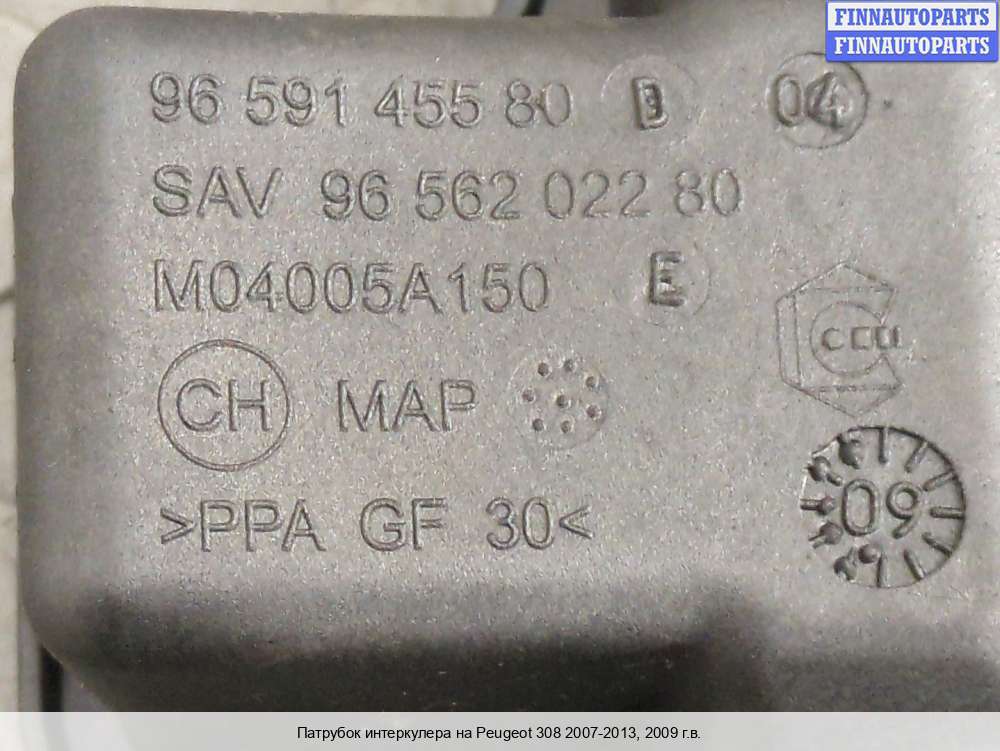 FINNAUTOPARTS
FINNAUTOPARTS
96 591 455 80 D 04
SAV 96 562 022 80
M04005A150 E
CH MAP
>PPA GF 30<
09
Патрубок интеркулера на Peugeot 308 2007-2013, 2009 г.в.